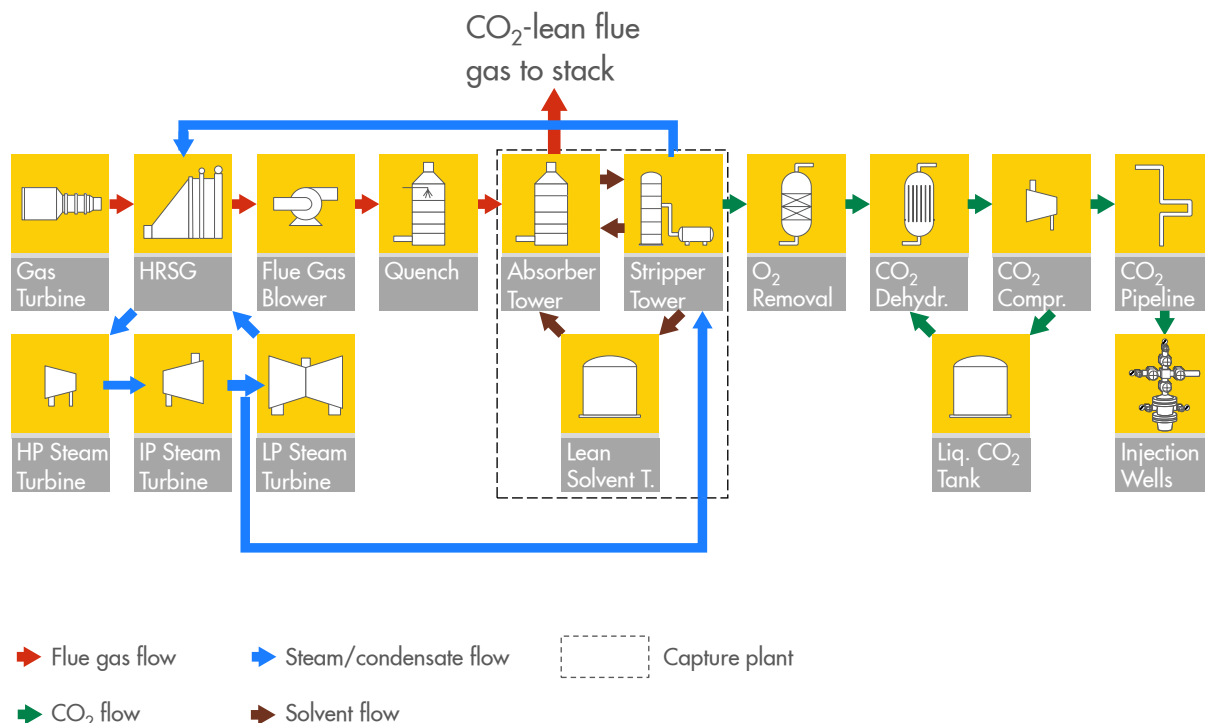 CO₂-lean flue
gas to stack
Gas
Turbine
HRSG
Flue Gas
Blower
Quench
Absorber
Tower
Stripper
Tower
O₂
Removal
CO₂
Dehydr.
CO₂
Compr.
CO₂
Pipeline
HP Steam
Turbine
IP Steam
Turbine
LP Steam
Turbine
Lean
Solvent T.
Liq. CO₂
Tank
Injection
Wells
Flue gas flow
Steam/condensate flow
Capture plant
CO₂ flow
Solvent flow